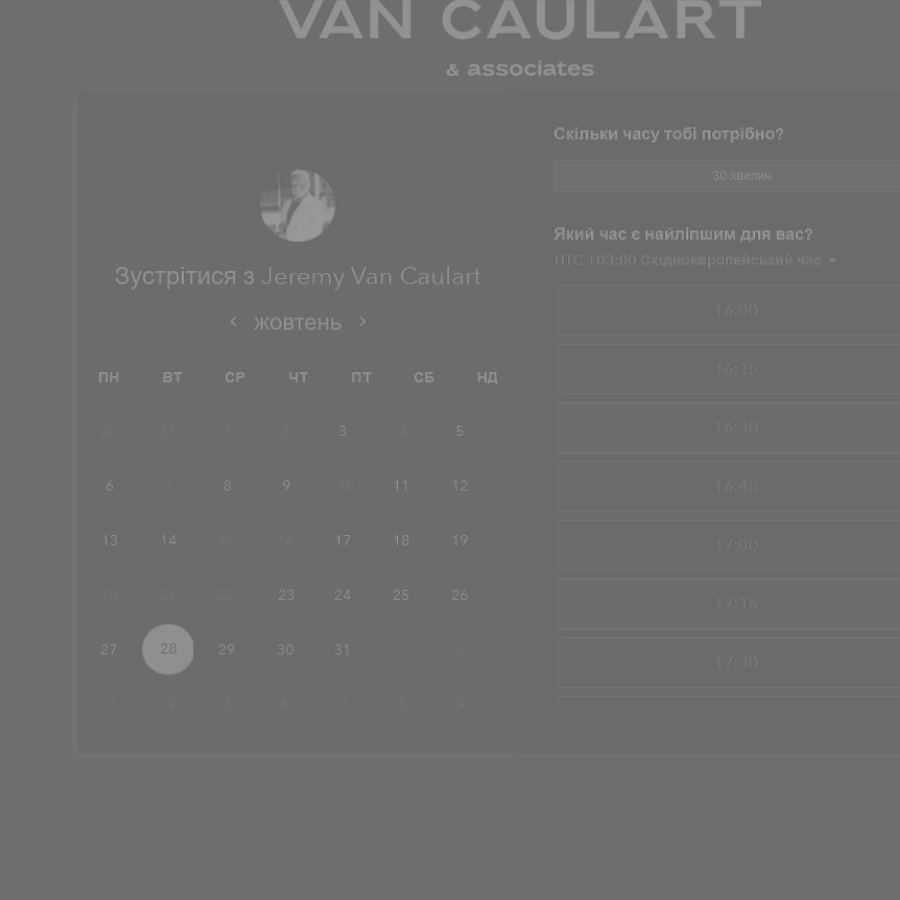 VAN CAULART
& associates
Зустрітися з Jeremy Van Caulart
жовтень
ПН ВТ СР ЧТ ПТ СБ НД
30 31 1 2 3 4 5
6 7 8 9 10 11 12
13 14 15 16 17 18 19
20 21 22 23 24 25 26
27 28 29 30 31 1 2
3 4 5 6 7 8 9
Скільки часу тобі потрібно?
30 хвилин
Який час є найліпшим для вас?
UTC +03:00 Східноєвропейський час
16:00
16:15
16:30
16:45
17:00
17:15
17:30